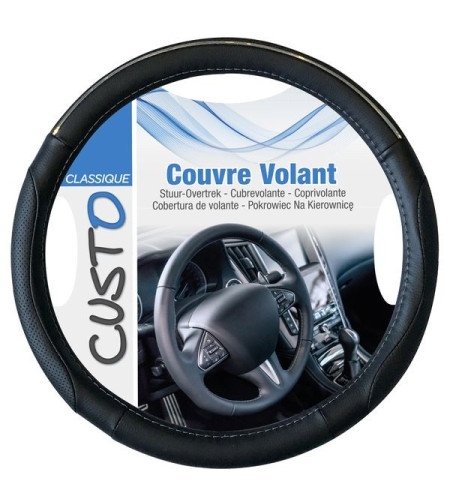 CLASSIQUE
CUSTO
Couvre Volant
Stuur-Overtrek - Cubrevolante - Coprivolante
Cobertura de volante - Pokrowiec Na Kierownicę